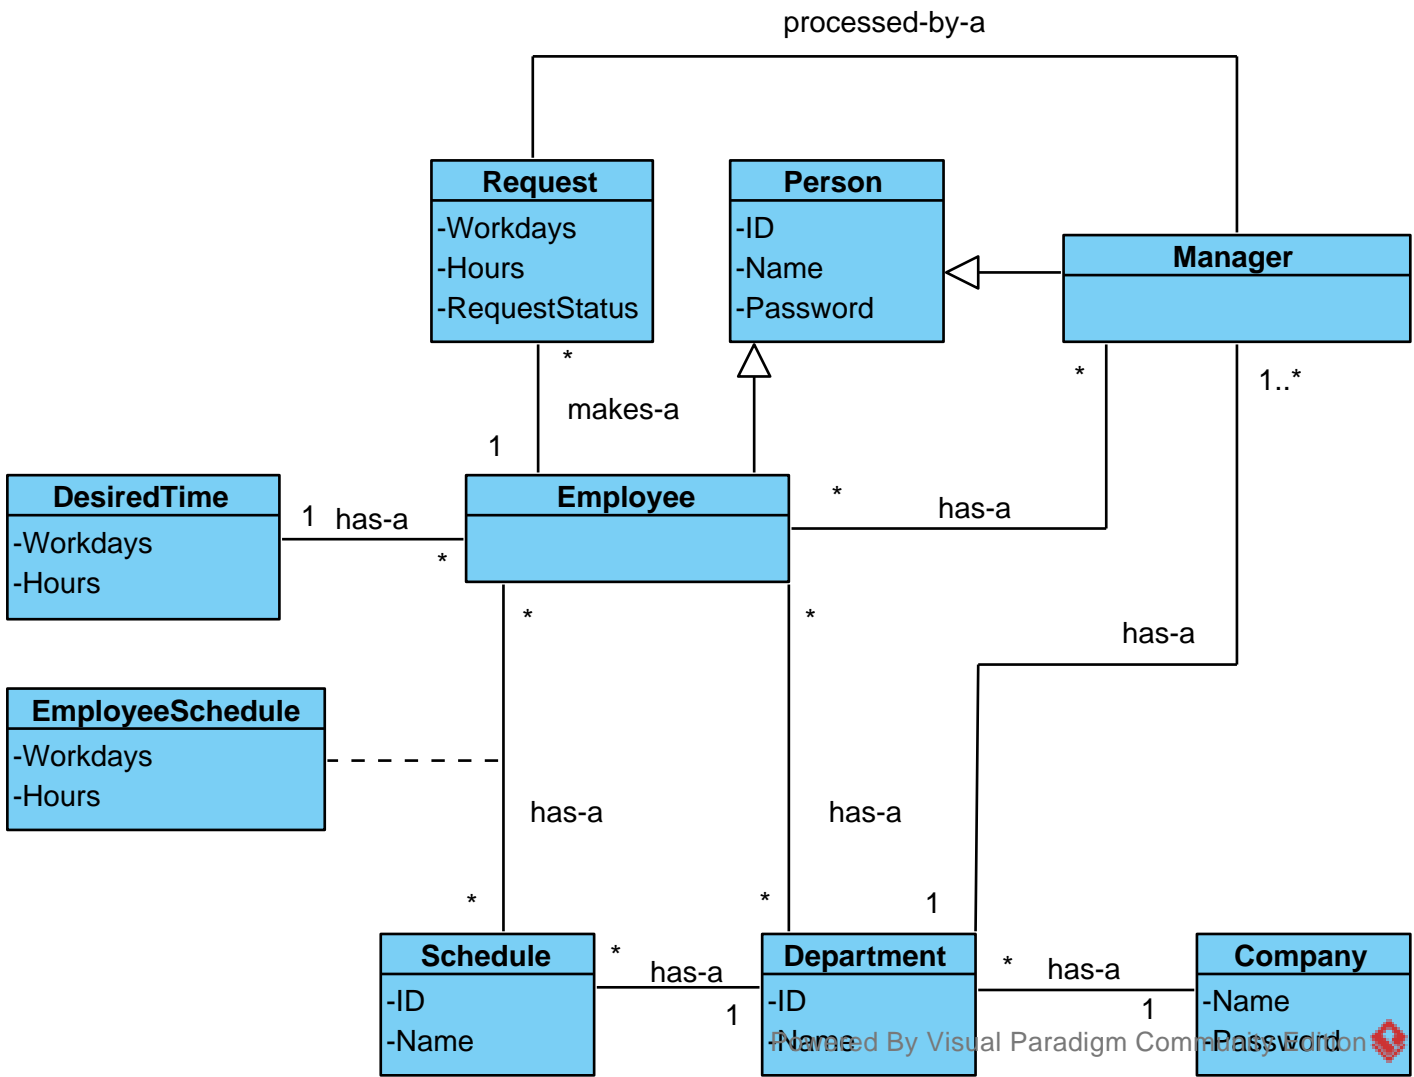 processed-by-a
Request
-Workdays
-Hours
-RequestStatus
Person
-ID
-Name
-Password
Manager
*
makes-a
1
*
1..*
DesiredTime
-Workdays
-Hours
1 has-a
*
Employee
*
has-a
*
*
has-a
EmployeeSchedule
-Workdays
-Hours
has-a
has-a
*
*
1
Schedule
-ID
-Name
*
has-a
1
Department
-ID
-Name
*
has-a
1
Company
-Name
-Password
Powered By Visual Paradigm Community Edition